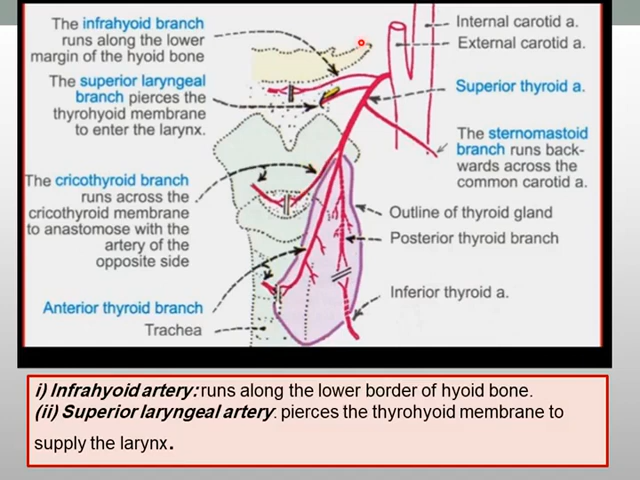 The infrahyoid branch
runs along the lower
margin of the hyoid bone
The superior laryngeal
branch pierces the
thyrohyoid membrane
to enter the larynx.
The cricothyroid branch
runs across the
cricothyroid membrane
to anastomose with the
artery of the
opposite side
Anterior thyroid branch
Trachea
Internal carotid a.
External carotid a.
Superior thyroid a.
The sternomastoid
branch runs back-
wards across the
common carotid a.
Outline of thyroid gland
Posterior thyroid branch
Inferior thyroid a.
i) Infrahyoid artery: runs along the lower border of hyoid bone.
(ii) Superior laryngeal artery: pierces the thyrohyoid membrane to
supply the larynx.